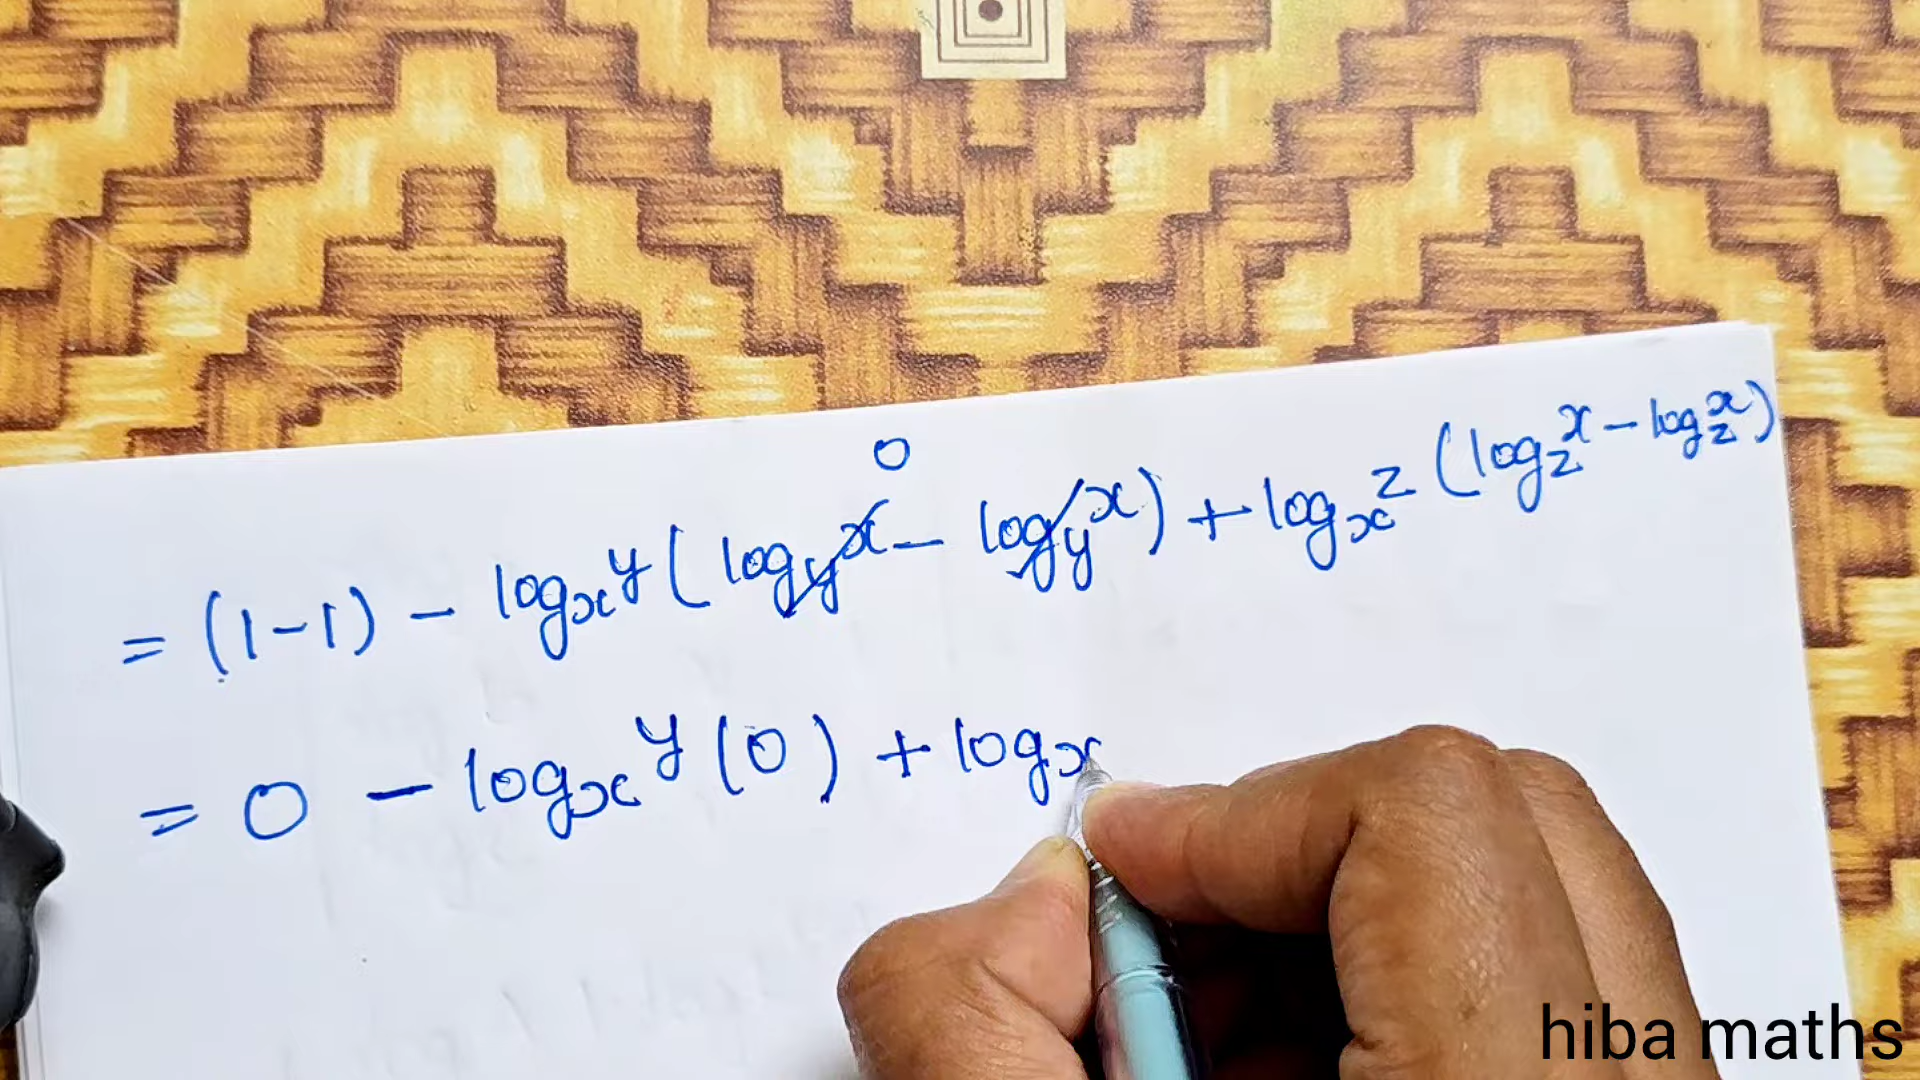 0
= (1-1) - logₓʸ ( log_y^x - log_y^x ) + logₓᶻ ( log_z^x - log_z^x )
= 0 - logₓʸ (0) + logₓ
hiba maths